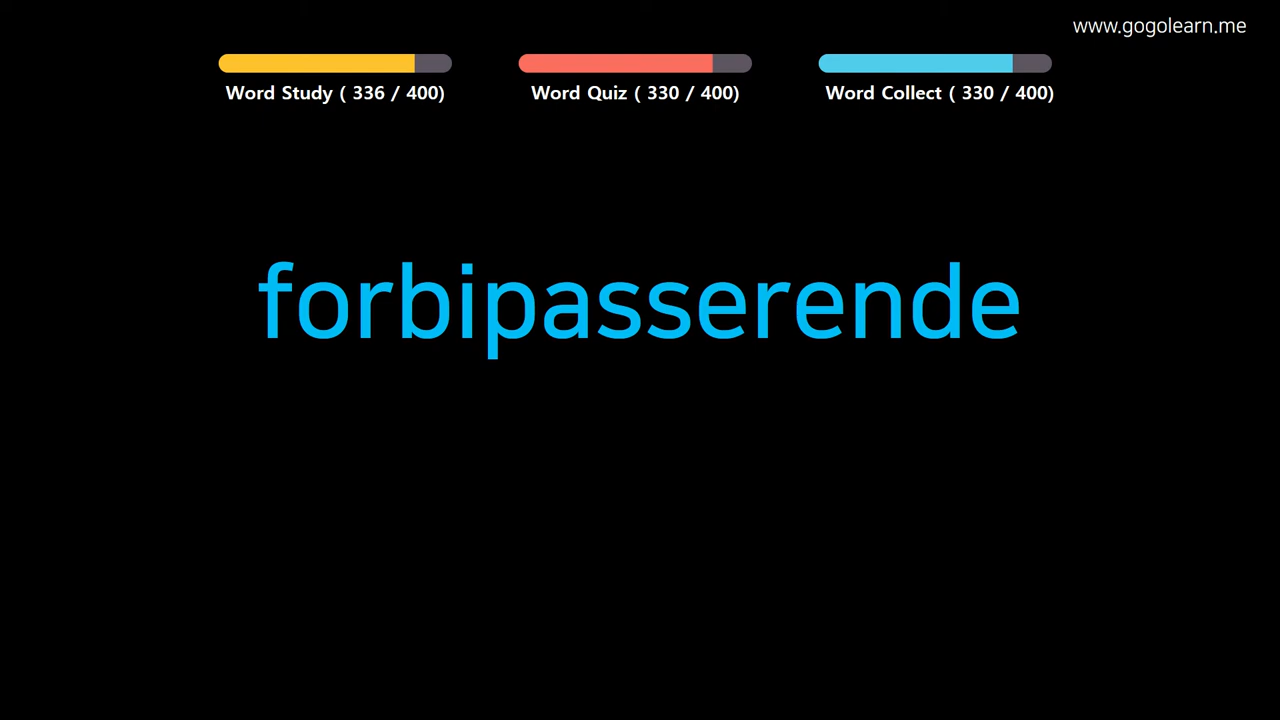 www.gogolearn.me
Word Study ( 336 / 400)
Word Quiz ( 330 / 400)
Word Collect ( 330 / 400)
forbipasserende